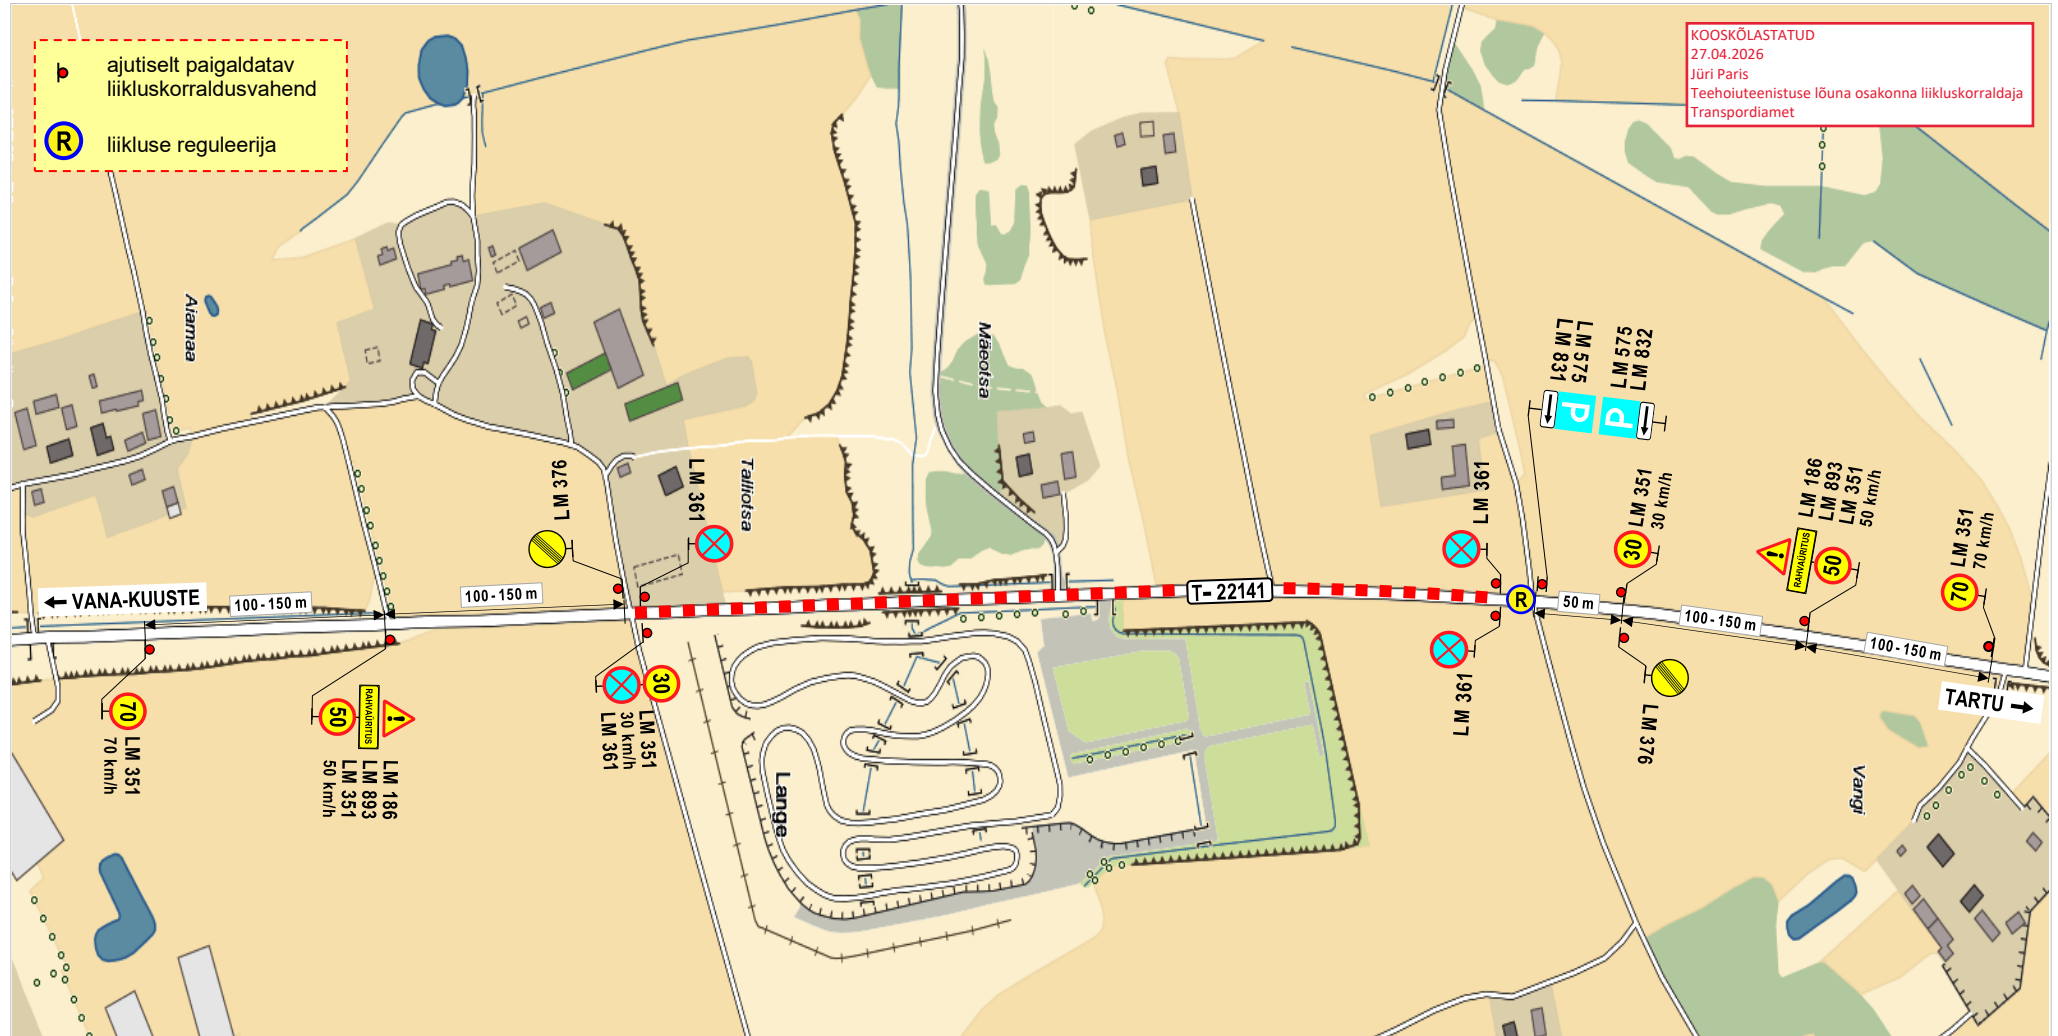 ajutiselt paigaldatav
liikluskorraldusvahend
R
liikluse reguleerija
KOOSKÕLASTATUD
27.04.2026
Jüri Paris
Teehoiuteenistuse lõuna osakonna liikluskorraldaja
Transpordiamet
Aiamaa
Mäeotsa
Talliotsa
Lange
Vangi
← VANA-KUUSTE
100-150 m
100-150 m
T- 22141
R
50 m
100-150 m
100-150 m
TARTU →
70
LM 351
70 km/h
50
RAHVAÜRITUS
LM 186
LM 893
LM 351
50 km/h
LM 376
LM 361
30
LM 351
30 km/h
LM 361
LM 361
LM 361
LM 575
LM 831
P
P
LM 575
LM 832
30
LM 351
30 km/h
LM 376
RAHVAÜRITUS
50
LM 186
LM 893
LM 351
50 km/h
70
LM 351
70 km/h